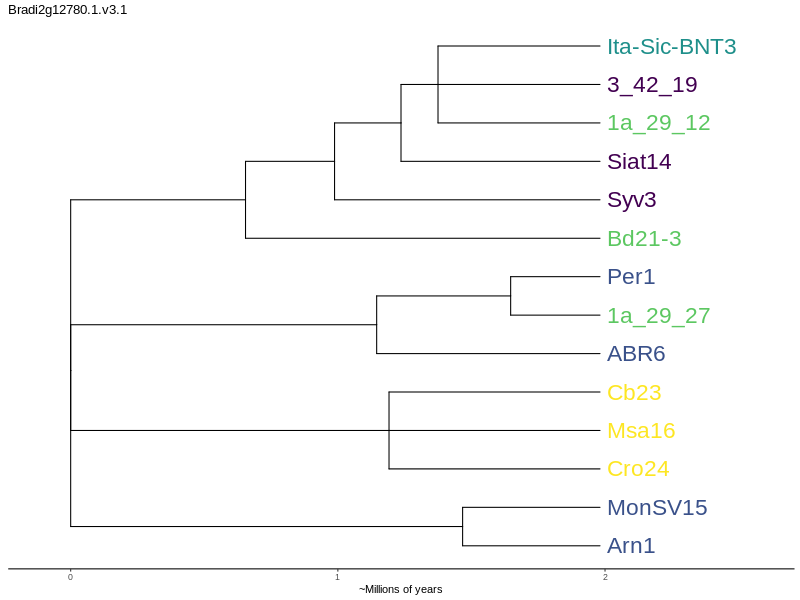 Bradi2g12780.1.v3.1
Ita-Sic-BNT3
3_42_19
1a_29_12
Siat14
Syv3
Bd21-3
Per1
1a_29_27
ABR6
Cb23
Msa16
Cro24
MonSV15
Arn1
0 1 2
~Millions of years